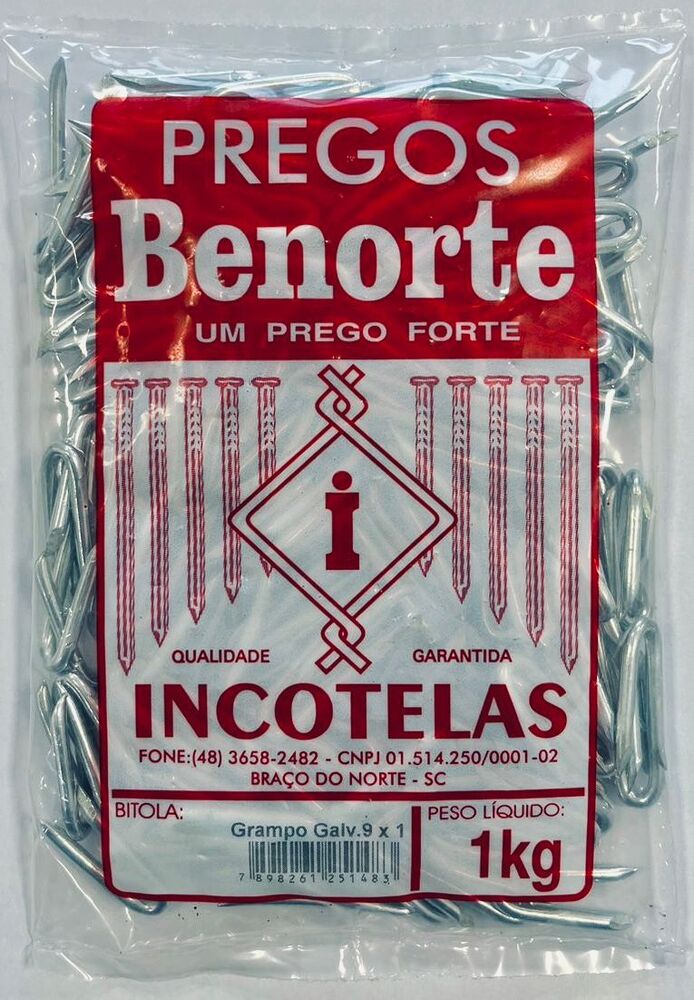 PREGOS
Benorte
UM PREGO FORTE
i
QUALIDADE GARANTIDA
INCOTELAS
FONE:(48) 3658-2482 - CNPJ 01.514.250/0001-02
BRAÇO DO NORTE - SC
BITOLA:
Grampo Galv.9 x 1
7 898261 251483
PESO LÍQUIDO:
1kg